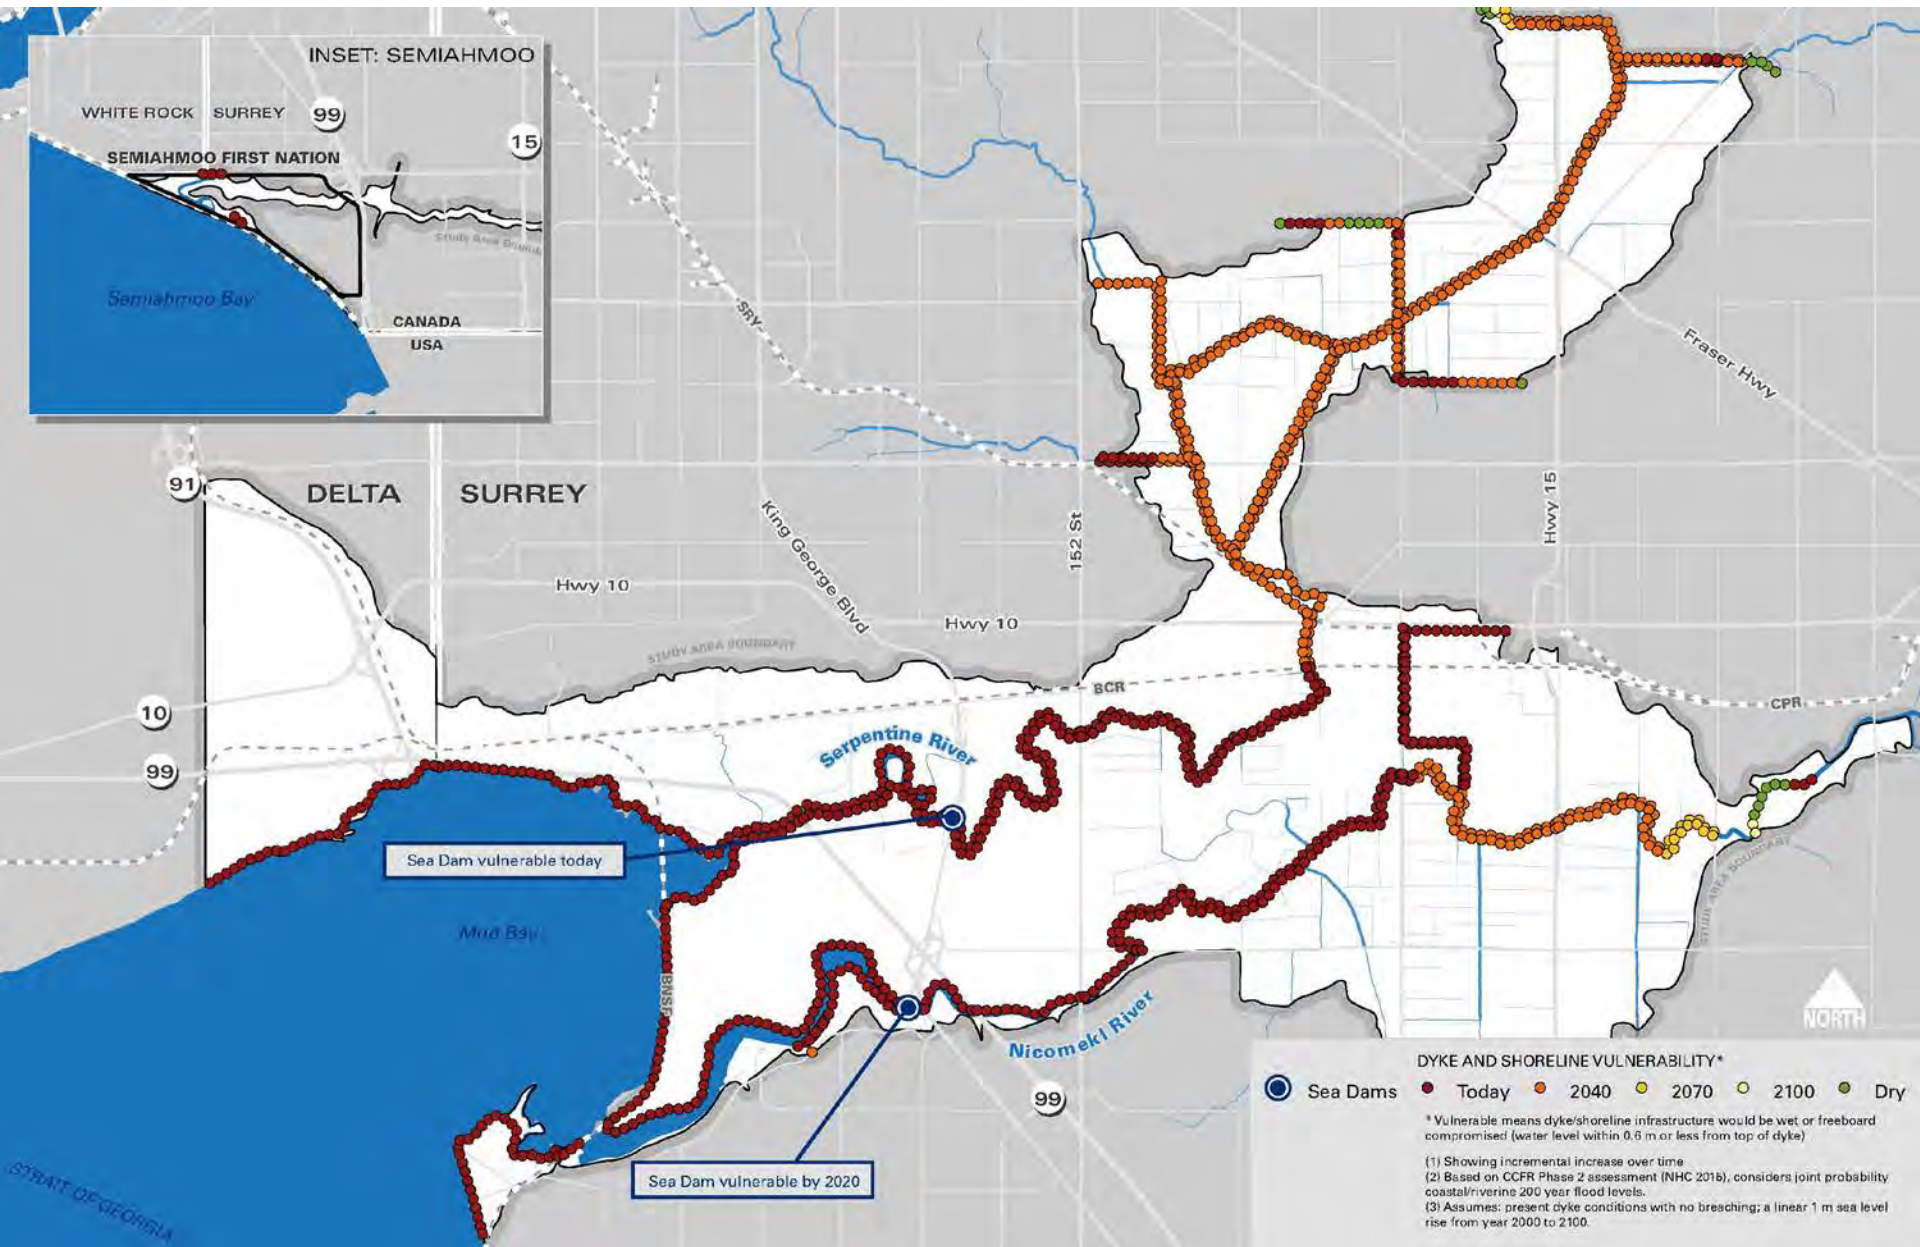 INSET: SEMIAHMOO
WHITE ROCK
SURREY
99
15
SEMIAHMOO FIRST NATION
Study Area Bounda
Semiahmoo Bay
CANADA
USA
SRY
Fraser Hwy
91
DELTA
SURREY
King George Blvd
152 St
Hwy 15
Hwy 10
Hwy 10
STUDY AREA BOUNDARY
BCR
CPR
10
99
Serpentine River
Sea Dam vulnerable today
Mud Bay
STUDY AREA BOUNDARY
BNSF
Nicomekl River
NORTH
99
Sea Dam vulnerable by 2020
STRAIT OF GEORGIA
DYKE AND SHORELINE VULNERABILITY*
Sea Dams
Today
2040
2070
2100
Dry
* Vulnerable means dyke/shoreline infrastructure would be wet or freeboard
compromised (water level within 0.6 m or less from top of dyke)
(1) Showing incremental increase over time
(2) Based on CCFR Phase 2 assessment (NHC 2016), considers joint probability
coastal/riverine 200 year flood levels.
(3) Assumes: present dyke conditions with no breaching; a linear 1 m sea level
rise from year 2000 to 2100.